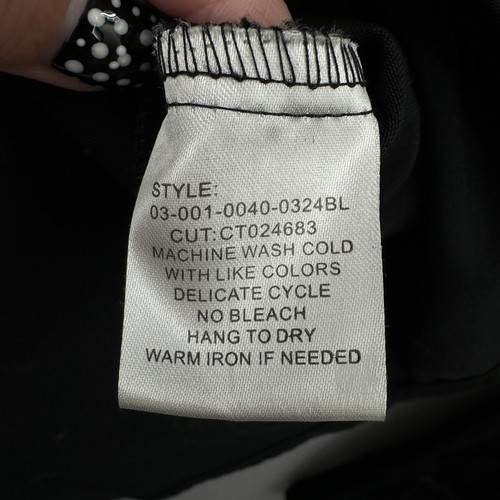 STYLE:
03-001-0040-0324BL
CUT:CT024683
MACHINE WASH COLD
WITH LIKE COLORS
DELICATE CYCLE
NO BLEACH
HANG TO DRY
WARM IRON IF NEEDED